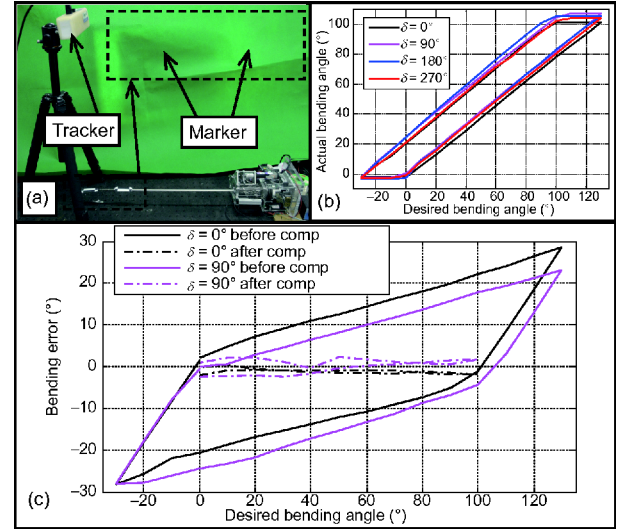 Tracker
Marker
(a)
Actual bending angle (°)
100
80
60
40
20
0
δ = 0°
δ = 90°
δ = 180°
δ = 270°
-20 0 20 40 60 80 100 120
Desired bending angle (°)
(b)
δ = 0° before comp
δ = 0° after comp
δ = 90° before comp
δ = 90° after comp
Bending error (°)
30
20
10
0
−10
−20
−30
−20 0 20 40 60 80 100 120
Desired bending angle (°)
(c)